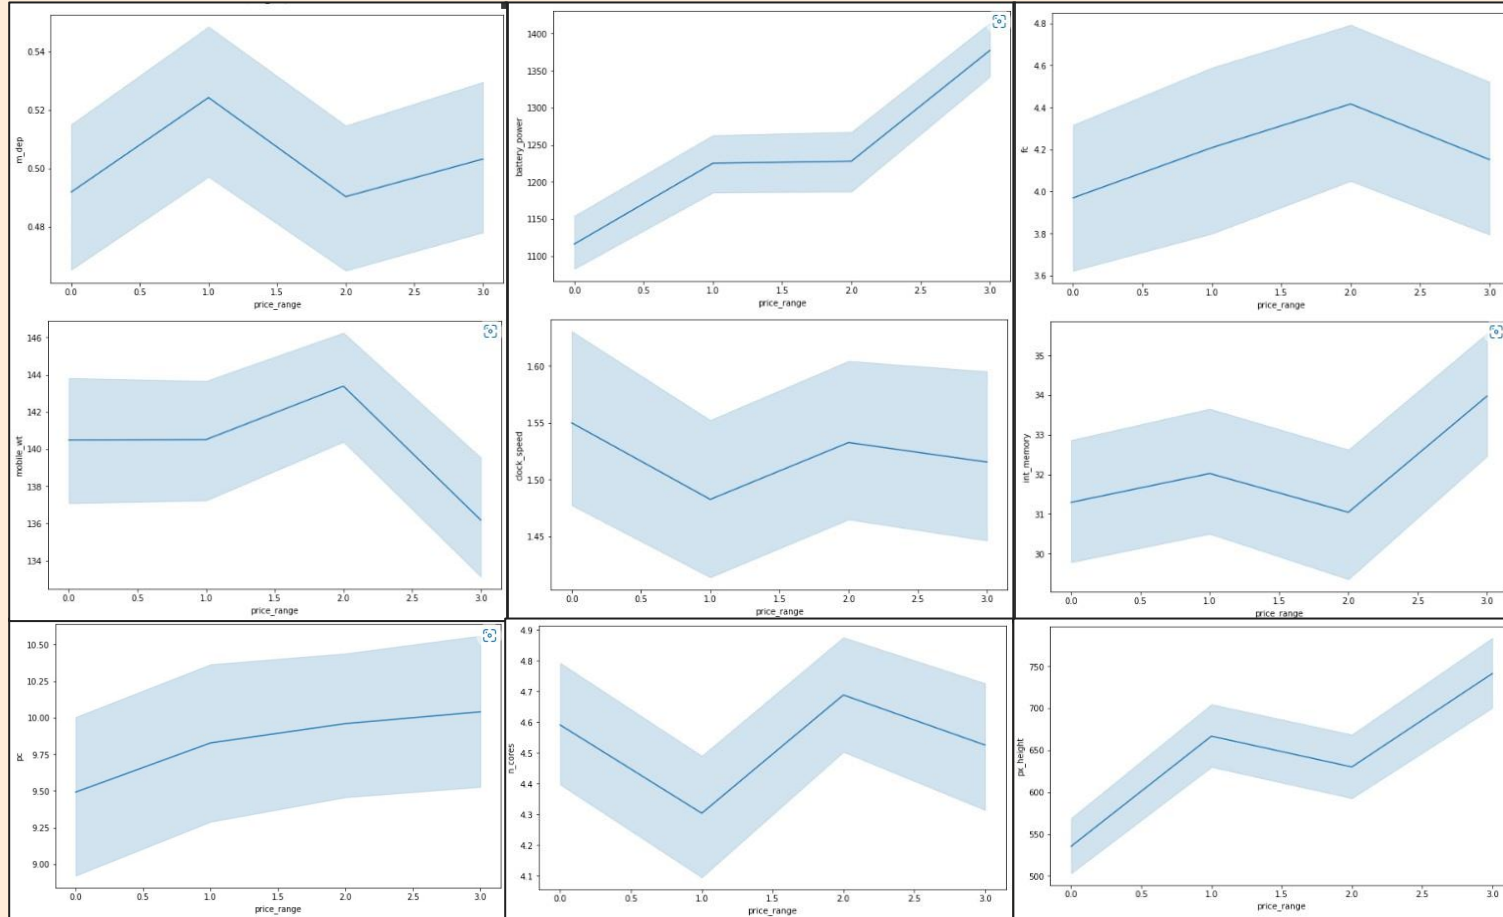 m_dep
0.54
0.52
0.50
0.48
0.0 0.5 1.0 1.5 2.0 2.5 3.0
price_range
battery_power
1400
1350
1300
1250
1200
1150
1100
0.0 0.5 1.0 1.5 2.0 2.5 3.0
price_range
fc
4.8
4.6
4.4
4.2
4.0
3.8
3.6
0.0 0.5 1.0 1.5 2.0 2.5 3.0
price_range
mobile_wt
146
144
142
140
138
136
134
0.0 0.5 1.0 1.5 2.0 2.5 3.0
price_range
clock_speed
1.60
1.55
1.50
1.45
0.0 0.5 1.0 1.5 2.0 2.5 3.0
price_range
int_memory
35
34
33
32
31
30
0.0 0.5 1.0 1.5 2.0 2.5 3.0
price_range
pc
10.50
10.25
10.00
9.75
9.50
9.25
9.00
0.0 0.5 1.0 1.5 2.0 2.5 3.0
price_range
n_cores
4.9
4.8
4.7
4.6
4.5
4.4
4.3
4.2
4.1
0.0 0.5 1.0 1.5 2.0 2.5 3.0
price_range
px_height
750
700
650
600
550
500
0.0 0.5 1.0 1.5 2.0 2.5 3.0
price_range